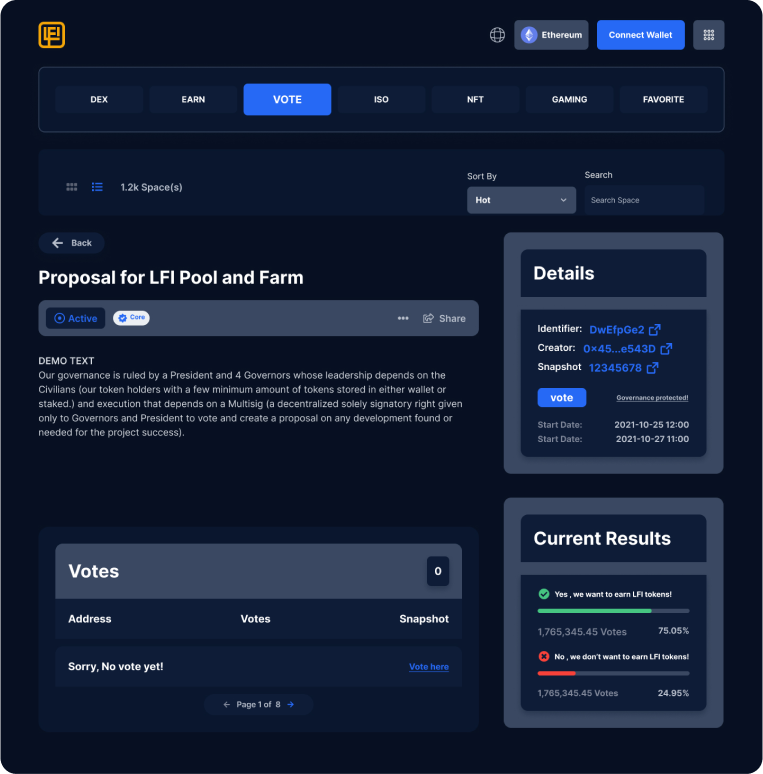 LFI
Ethereum
Connect Wallet
DEX
EARN
VOTE
ISO
NFT
GAMING
FAVORITE
1.2k Space(s)
Sort By
Hot
Search
Search Space
Back
Proposal for LFI Pool and Farm
Active
Core
Share
DEMO TEXT
Our governance is ruled by a President and 4 Governors whose leadership depends on the
Civilians (our token holders with a few minimum amount of tokens stored in either wallet or
staked.) and execution that depends on a Multisig (a decentralized solely signatory right given
only to Governors and President to vote and create a proposal on any development found or
needed for the project success).
Details
Identifier: DwEfpGe2
Creator: 0x45...e543D
Snapshot 12345678
vote
Governance protected!
Start Date: 2021-10-25 12:00
Start Date: 2021-10-27 11:00
Votes
0
Address Votes Snapshot
Sorry, No vote yet!
Vote here
Page 1 of 8
Current Results
Yes , we want to earn LFI tokens!
1,765,345.45 Votes 75.05%
No , we don't want to earn LFI tokens!
1,765,345.45 Votes 24.95%